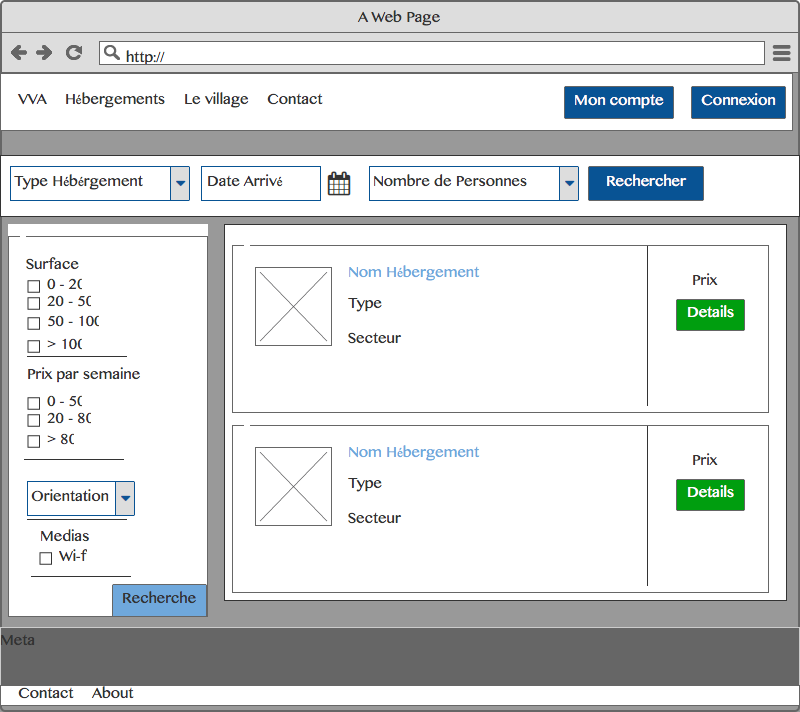 A Web Page
http://
VVA Hébergements Le village Contact Mon compte Connexion
Type Hébérgement Date Arrivé Nombre de Personnes Rechercher
Surface
0 - 20
20 - 50
50 - 100
> 100
Prix par semaine
0 - 50
20 - 80
> 80
Orientation
Medias
Wi-f
Recherche
Nom Hébergement
Type
Secteur
Prix
Details
Nom Hébergement
Type
Secteur
Prix
Details
Meta
Contact About